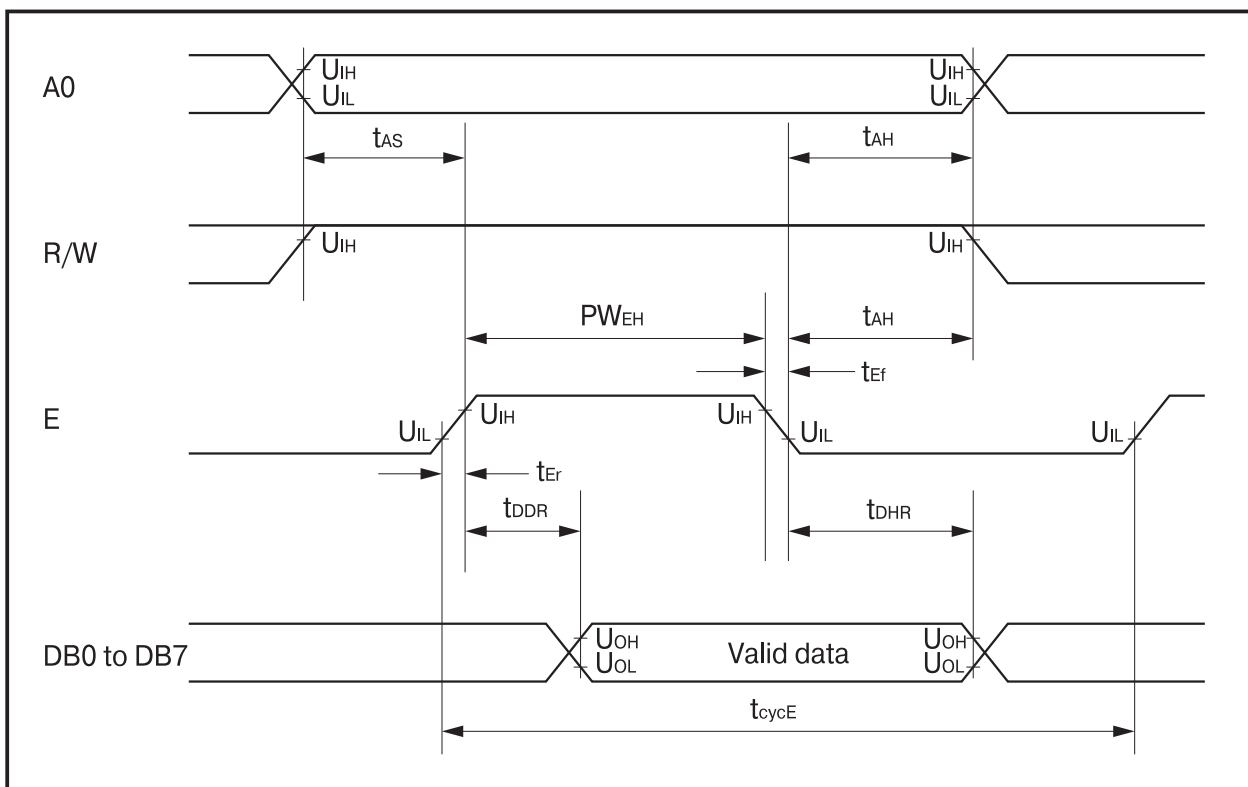 A0
UIH
UIL
UIH
UIL
tAS
tAH
R/W
UIH
UIH
PWEH
tAH
tEf
E
UIL
UIH
UIH
UIL
UIL
tEr
tDDR
tDHR
DB0 to DB7
UOH
UOL
Valid data
UOH
UOL
tcycE